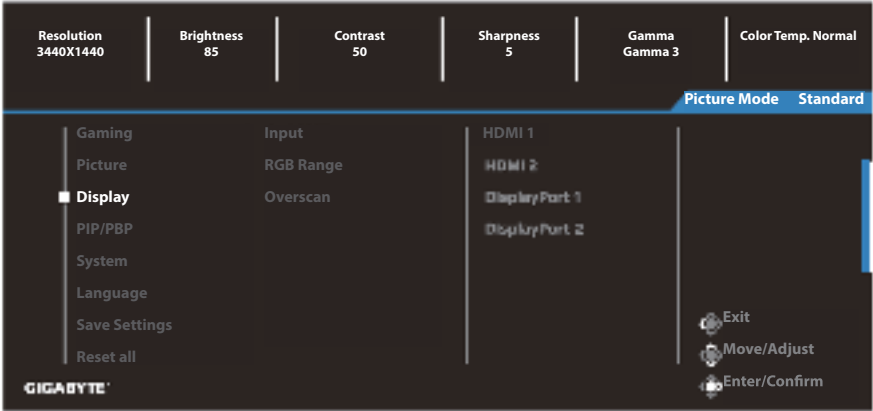 Resolution
3440X1440
Brightness
85
Contrast
50
Sharpness
5
Gamma
Gamma 3
Color Temp. Normal
Picture Mode Standard
Gaming
Picture
Display
PIP/PBP
System
Language
Save Settings
Reset all
Input
RGB Range
Overscan
HDMI 1
HDMI 2
DisplayPort 1
DisplayPort 2
Exit
Move/Adjust
Enter/Confirm
GIGABYTE™